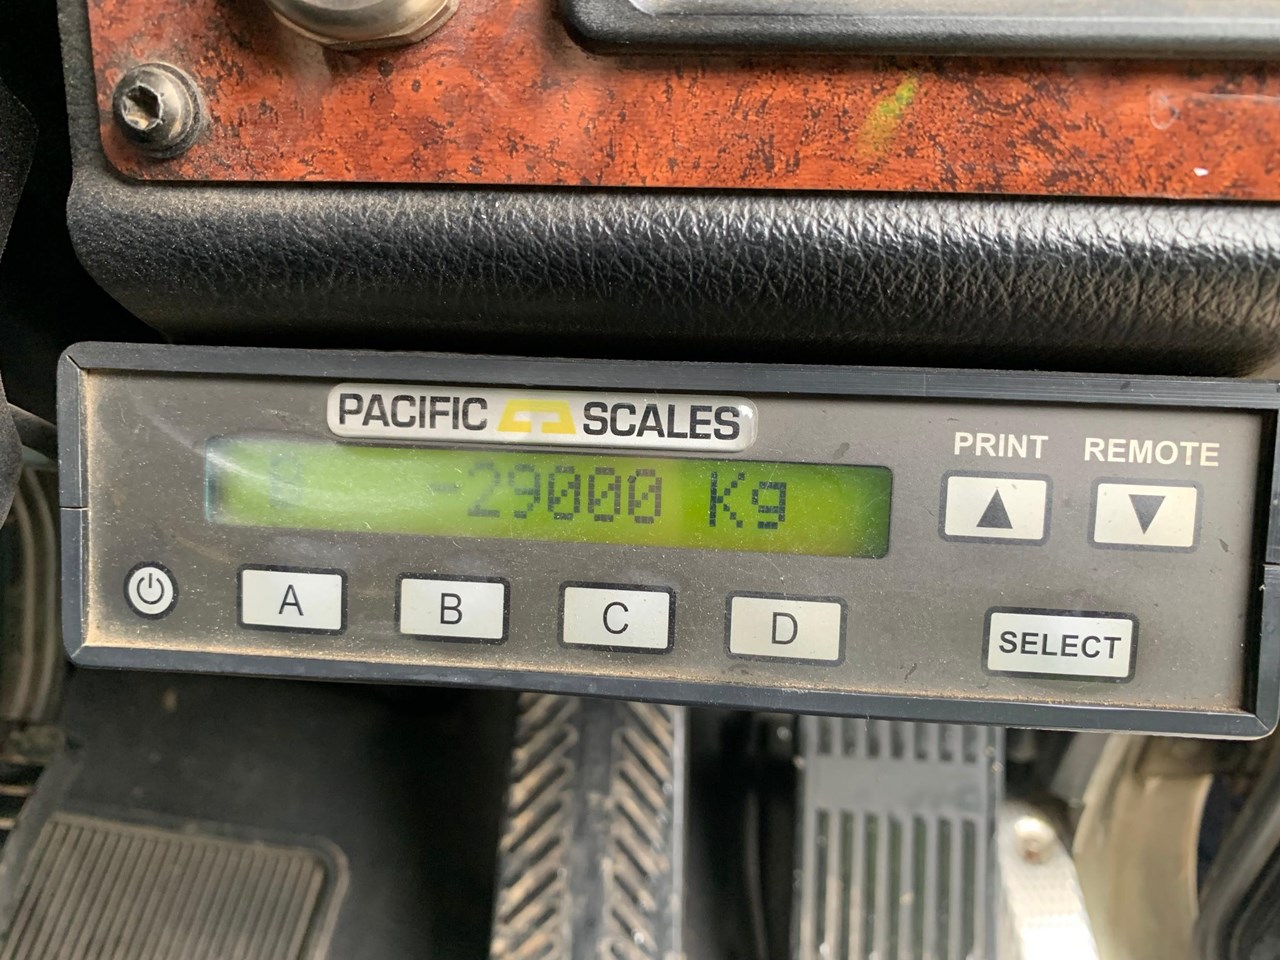 PACIFIC SCALES
-29000 Kg
PRINT REMOTE
A B C D
SELECT